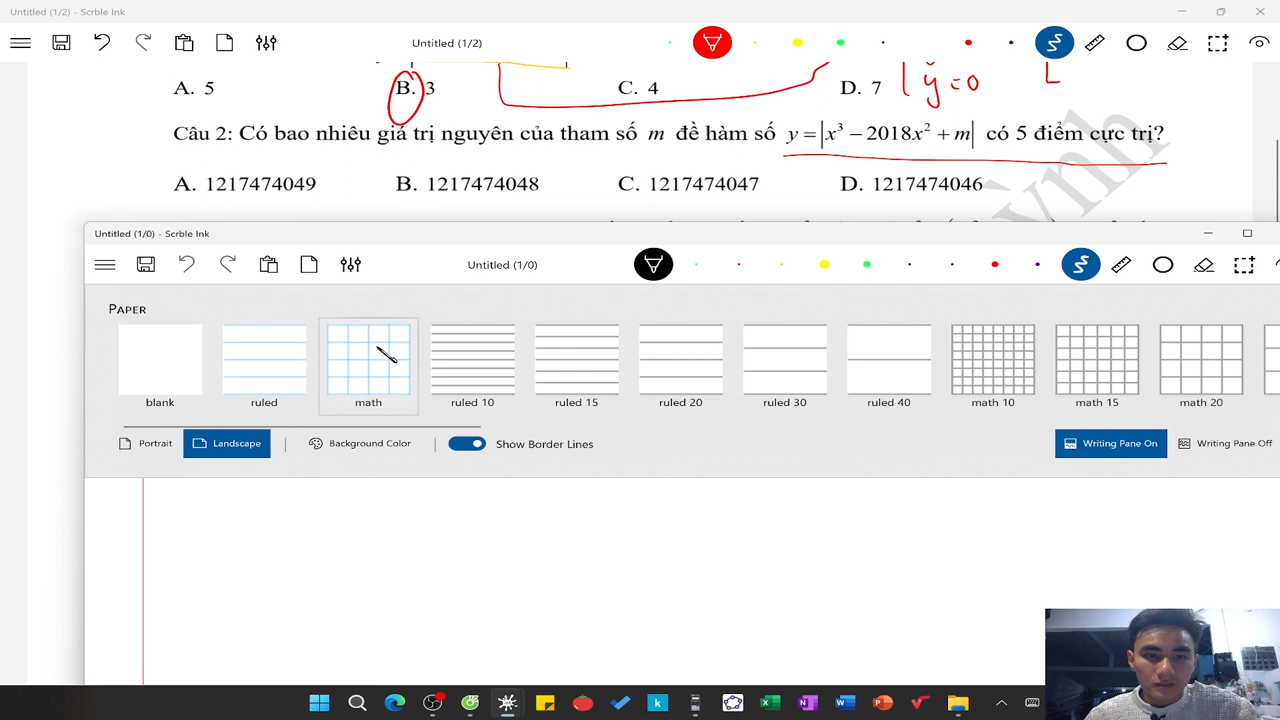 Untitled (1/2) - Scrble Ink
Untitled (1/2)
A. 5 B. 3 C. 4 D. 7 y = 0
Câu 2: Có bao nhiêu giá trị nguyên của tham số m đề hàm số y = |x³ − 2018x² + m| có 5 điểm cực trị?
A. 1217474049 B. 1217474048 C. 1217474047 D. 1217474046
Untitled (1/0) - Scrble Ink
Untitled (1/0)
PAPER
blank ruled math ruled 10 ruled 15 ruled 20 ruled 30 ruled 40 math 10 math 15 math 20
Portrait Landscape Background Color Show Border Lines Writing Pane On Writing Pane Off